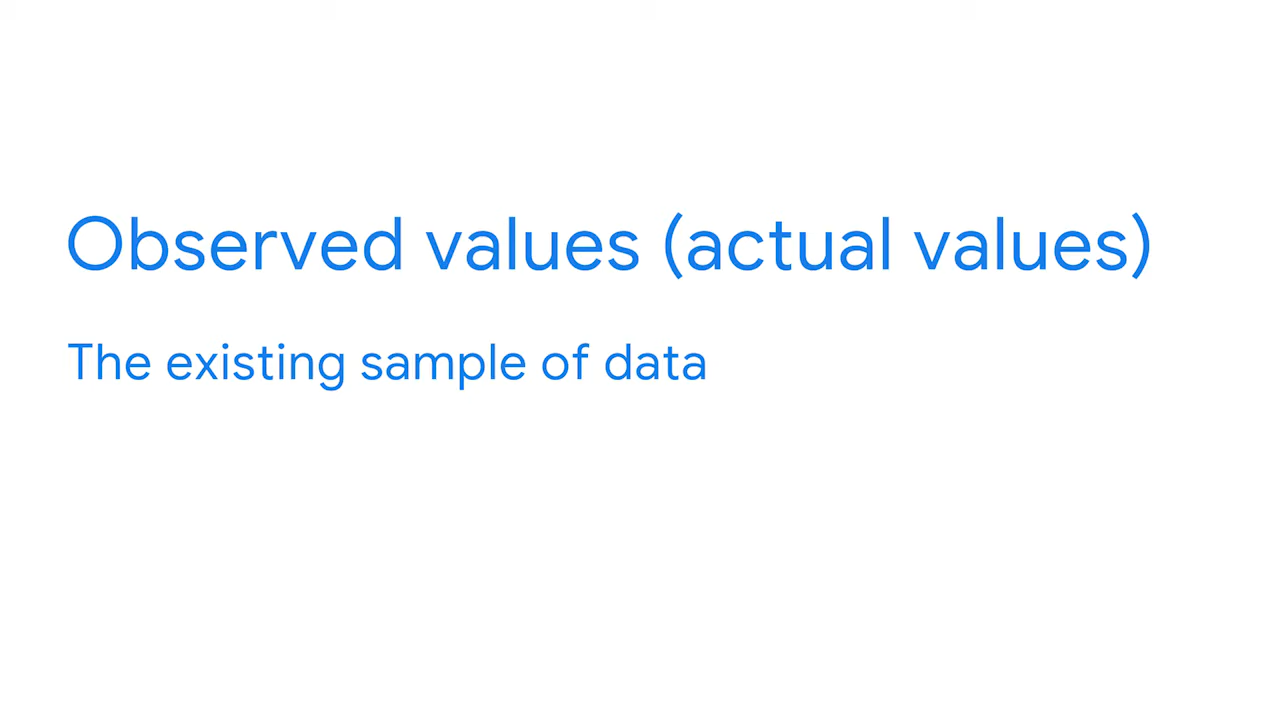 Observed values (actual values)
The existing sample of data